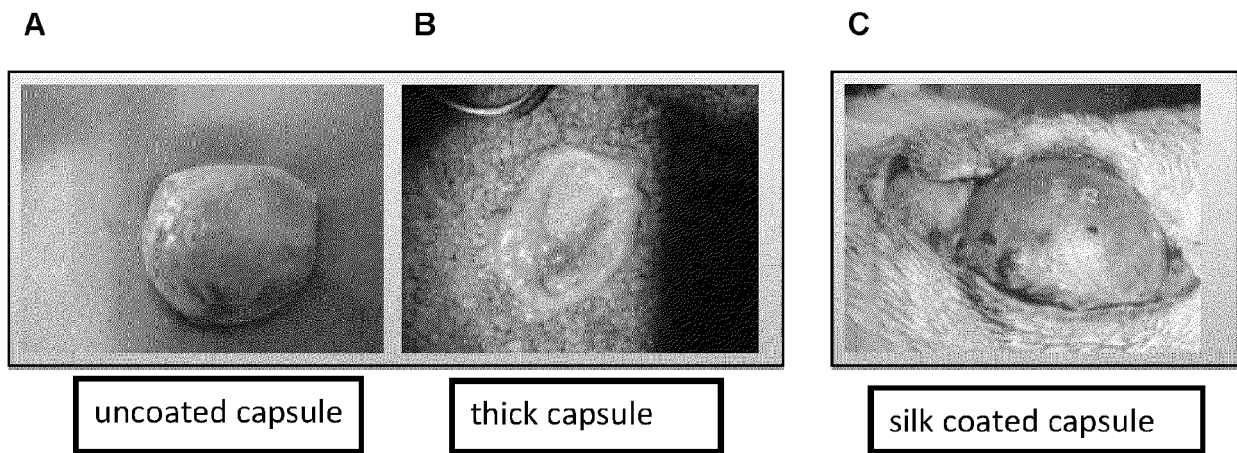 A
B
C
uncoated capsule
thick capsule
silk coated capsule